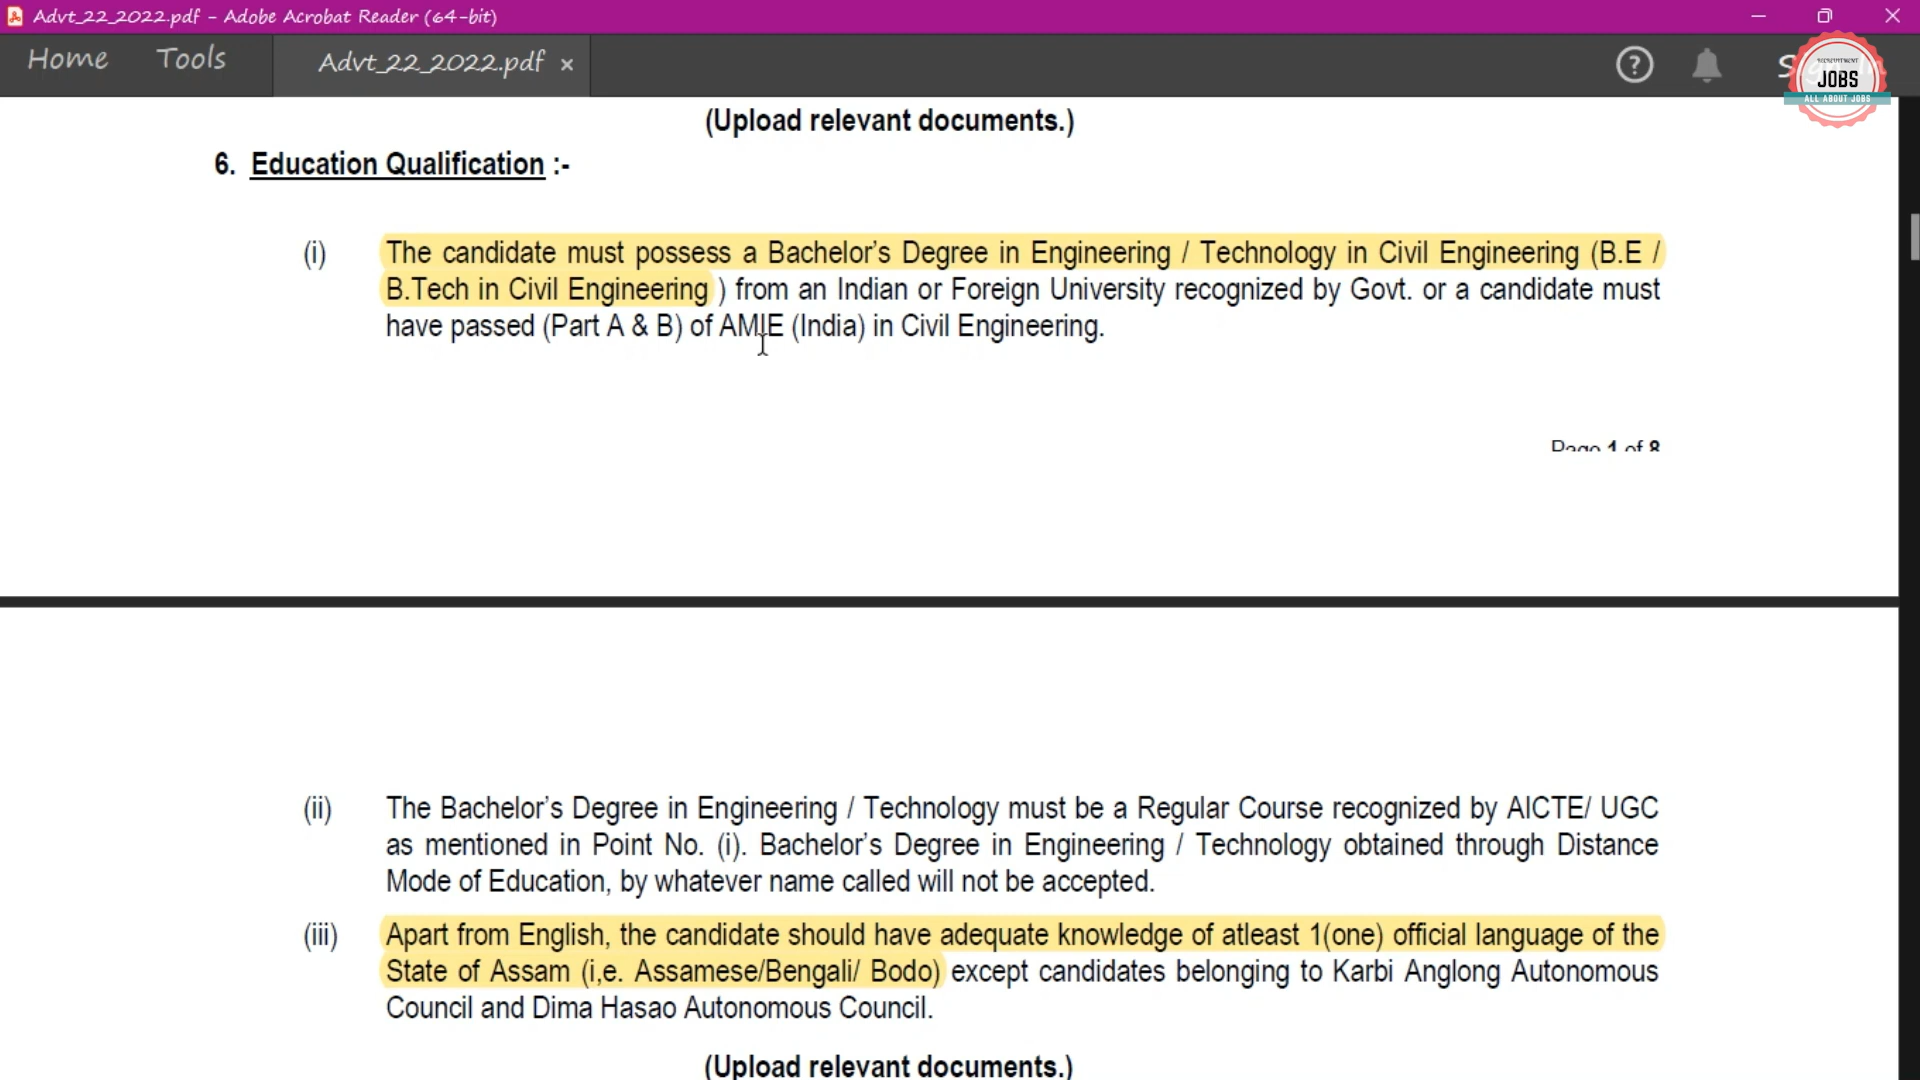 Advt_22_2022.pdf - Adobe Acrobat Reader (64-bit)
Home Tools Advt_22_2022.pdf
RECRUITMENT
JOBS
ALL ABOUT JOBS
(Upload relevant documents.)
6. Education Qualification :-
(i) The candidate must possess a Bachelor's Degree in Engineering / Technology in Civil Engineering (B.E /
B.Tech in Civil Engineering ) from an Indian or Foreign University recognized by Govt. or a candidate must
have passed (Part A & B) of AMIE (India) in Civil Engineering.
Page 1 of 8
(ii) The Bachelor's Degree in Engineering / Technology must be a Regular Course recognized by AICTE/ UGC
as mentioned in Point No. (i). Bachelor's Degree in Engineering / Technology obtained through Distance
Mode of Education, by whatever name called will not be accepted.
(iii) Apart from English, the candidate should have adequate knowledge of atleast 1(one) official language of the
State of Assam (i,e. Assamese/Bengali/ Bodo) except candidates belonging to Karbi Anglong Autonomous
Council and Dima Hasao Autonomous Council.
(Upload relevant documents.)